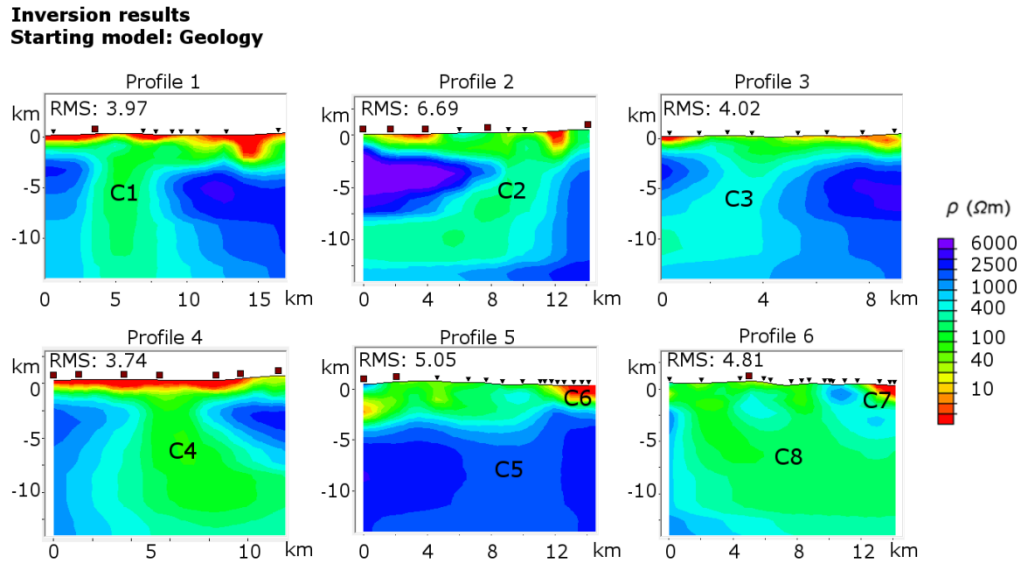 Inversion results
Starting model: Geology
Profile 1
km
RMS: 3.97
0
-5
-10
C1
0 5 10 15 km
Profile 2
km
RMS: 6.69
0
-5
-10
C2
0 4 8 12 km
Profile 3
km
RMS: 4.02
0
-5
-10
C3
0 4 8 km
ρ (Ωm)
6000
2500
1000
400
100
40
10
Profile 4
km
RMS: 3.74
0
-5
-10
C4
0 5 10 km
Profile 5
km
RMS: 5.05
0
-5
-10
C6
C5
0 4 8 12 km
Profile 6
km
RMS: 4.81
0
-5
-10
C7
C8
0 5 10 km